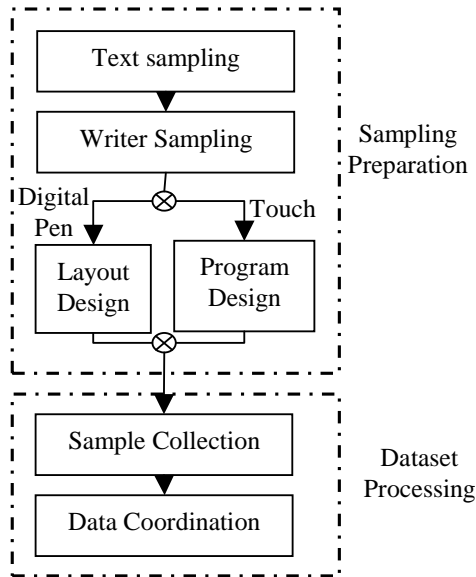 Text sampling
Writer Sampling
Sampling
Preparation
Digital
Pen
Touch
Layout
Design
Program
Design
Sample Collection
Dataset
Processing
Data Coordination